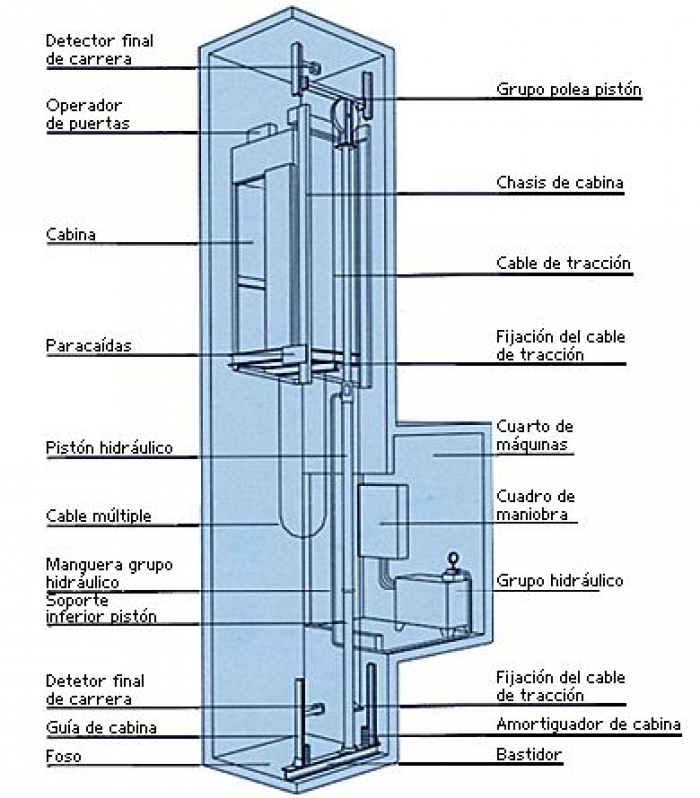 Detector final
de carrera
Operador
de puertas
Cabina
Paracaídas
Pistón hidráulico
Cable múltiple
Manguera grupo
hidráulico
Soporte
inferior pistón
Detetor final
de carrera
Guía de cabina
Foso
Grupo polea pistón
Chasis de cabina
Cable de tracción
Fijación del cable
de tracción
Cuarto de
máquinas
Cuadro de
maniobra
Grupo hidráulico
Fijación del cable
de tracción
Amortiguador de cabina
Bastidor